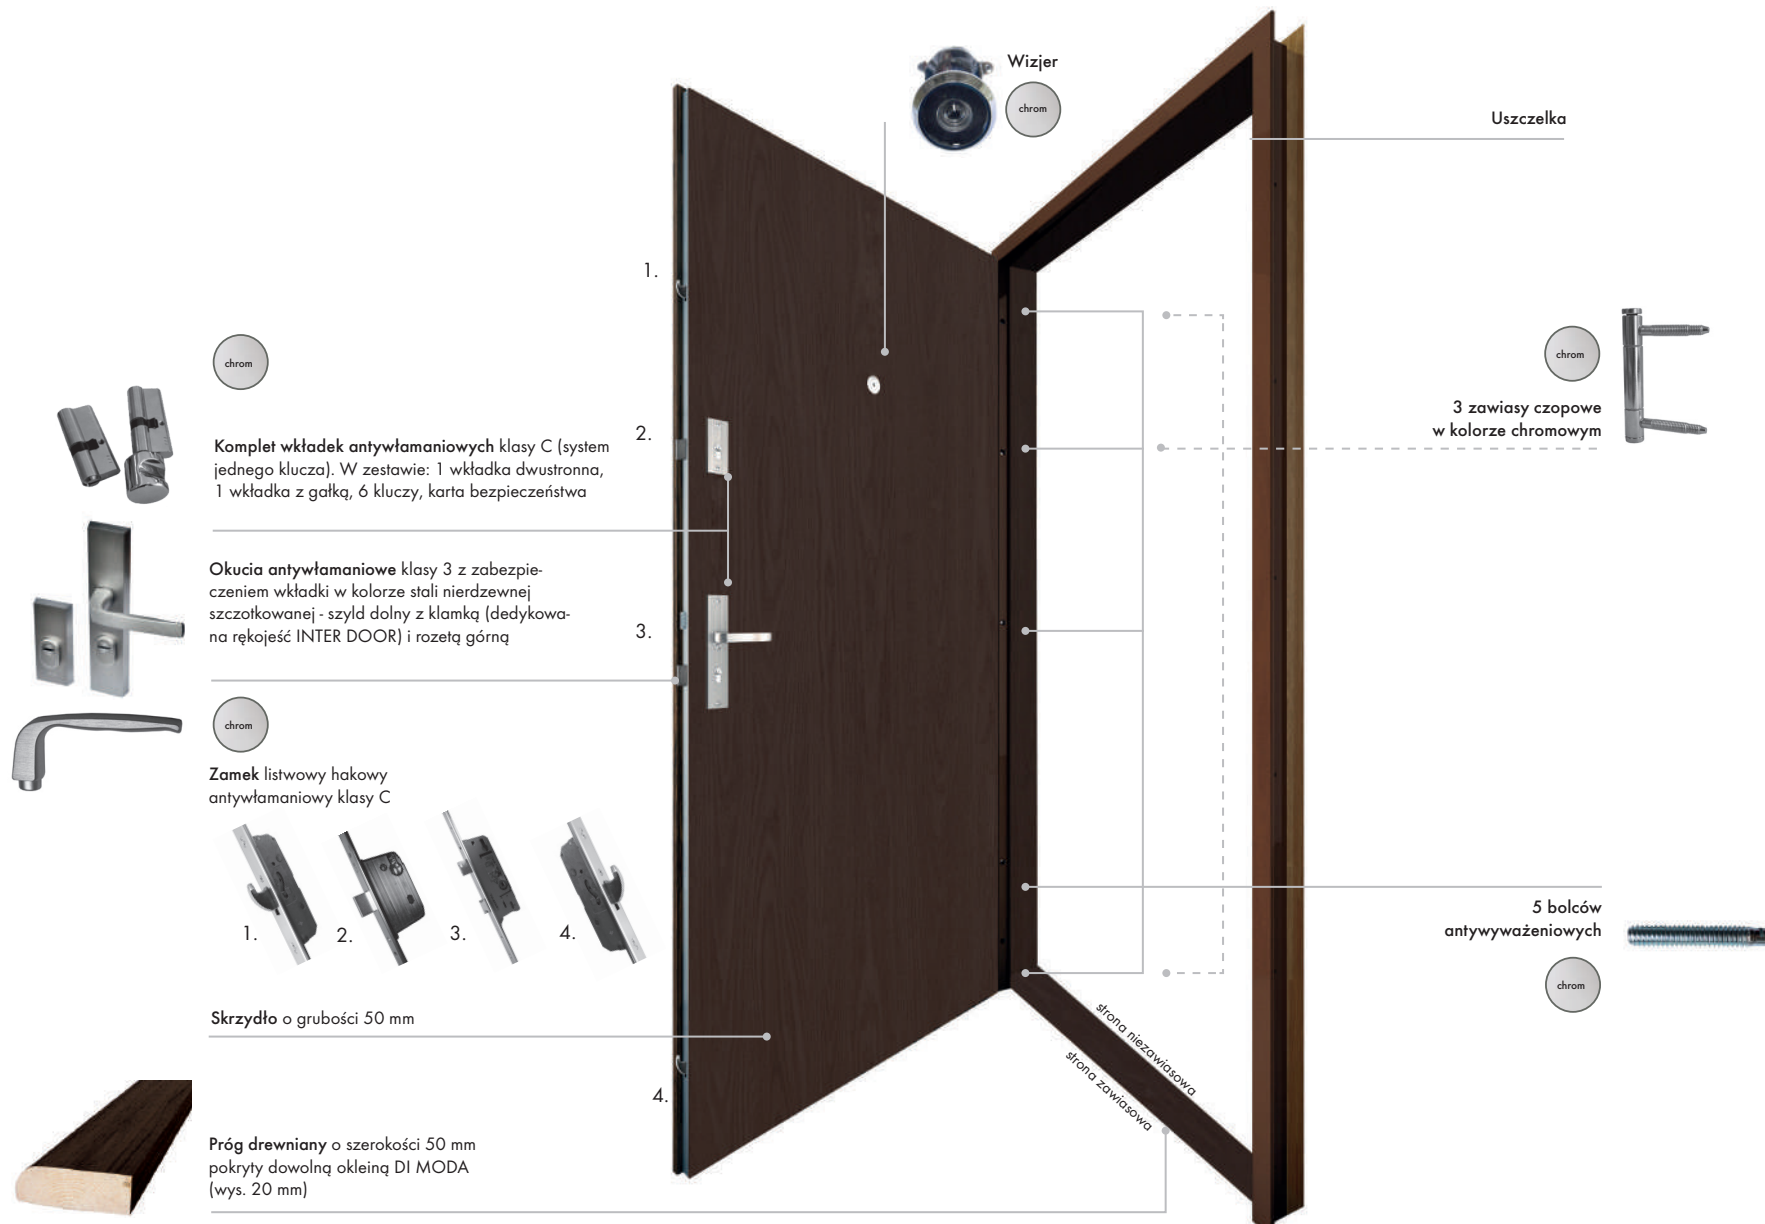 Wizjer
chrom
Uszczelka
1.
chrom
Komplet wkładek antywłamaniowych klasy C (system
jednego klucza). W zestawie: 1 wkładka dwustronna,
1 wkładka z gałką, 6 kluczy, karta bezpieczeństwa
2.
chrom
3 zawiasy czopowe
w kolorze chromowym
Okucia antywłamaniowe klasy 3 z zabezpie-
czeniem wkładki w kolorze stali nierdzewnej
szczotkowanej - szyld dolny z klamką (dedykowa-
na rękojeść INTER DOOR) i rozetą górną
3.
chrom
Zamek listwowy hakowy
antywłamaniowy klasy C
1.
2.
3.
4.
5 bolców
antywyważeniowych
chrom
Skrzydło o grubości 50 mm
strona niezawiasowa
strona zawiasowa
4.
Próg drewniany o szerokości 50 mm
pokryty dowolną okleiną DI MODA
(wys. 20 mm)